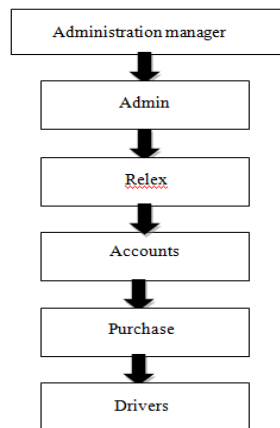 Administration manager
Admin
Relex
Accounts
Purchase
Drivers